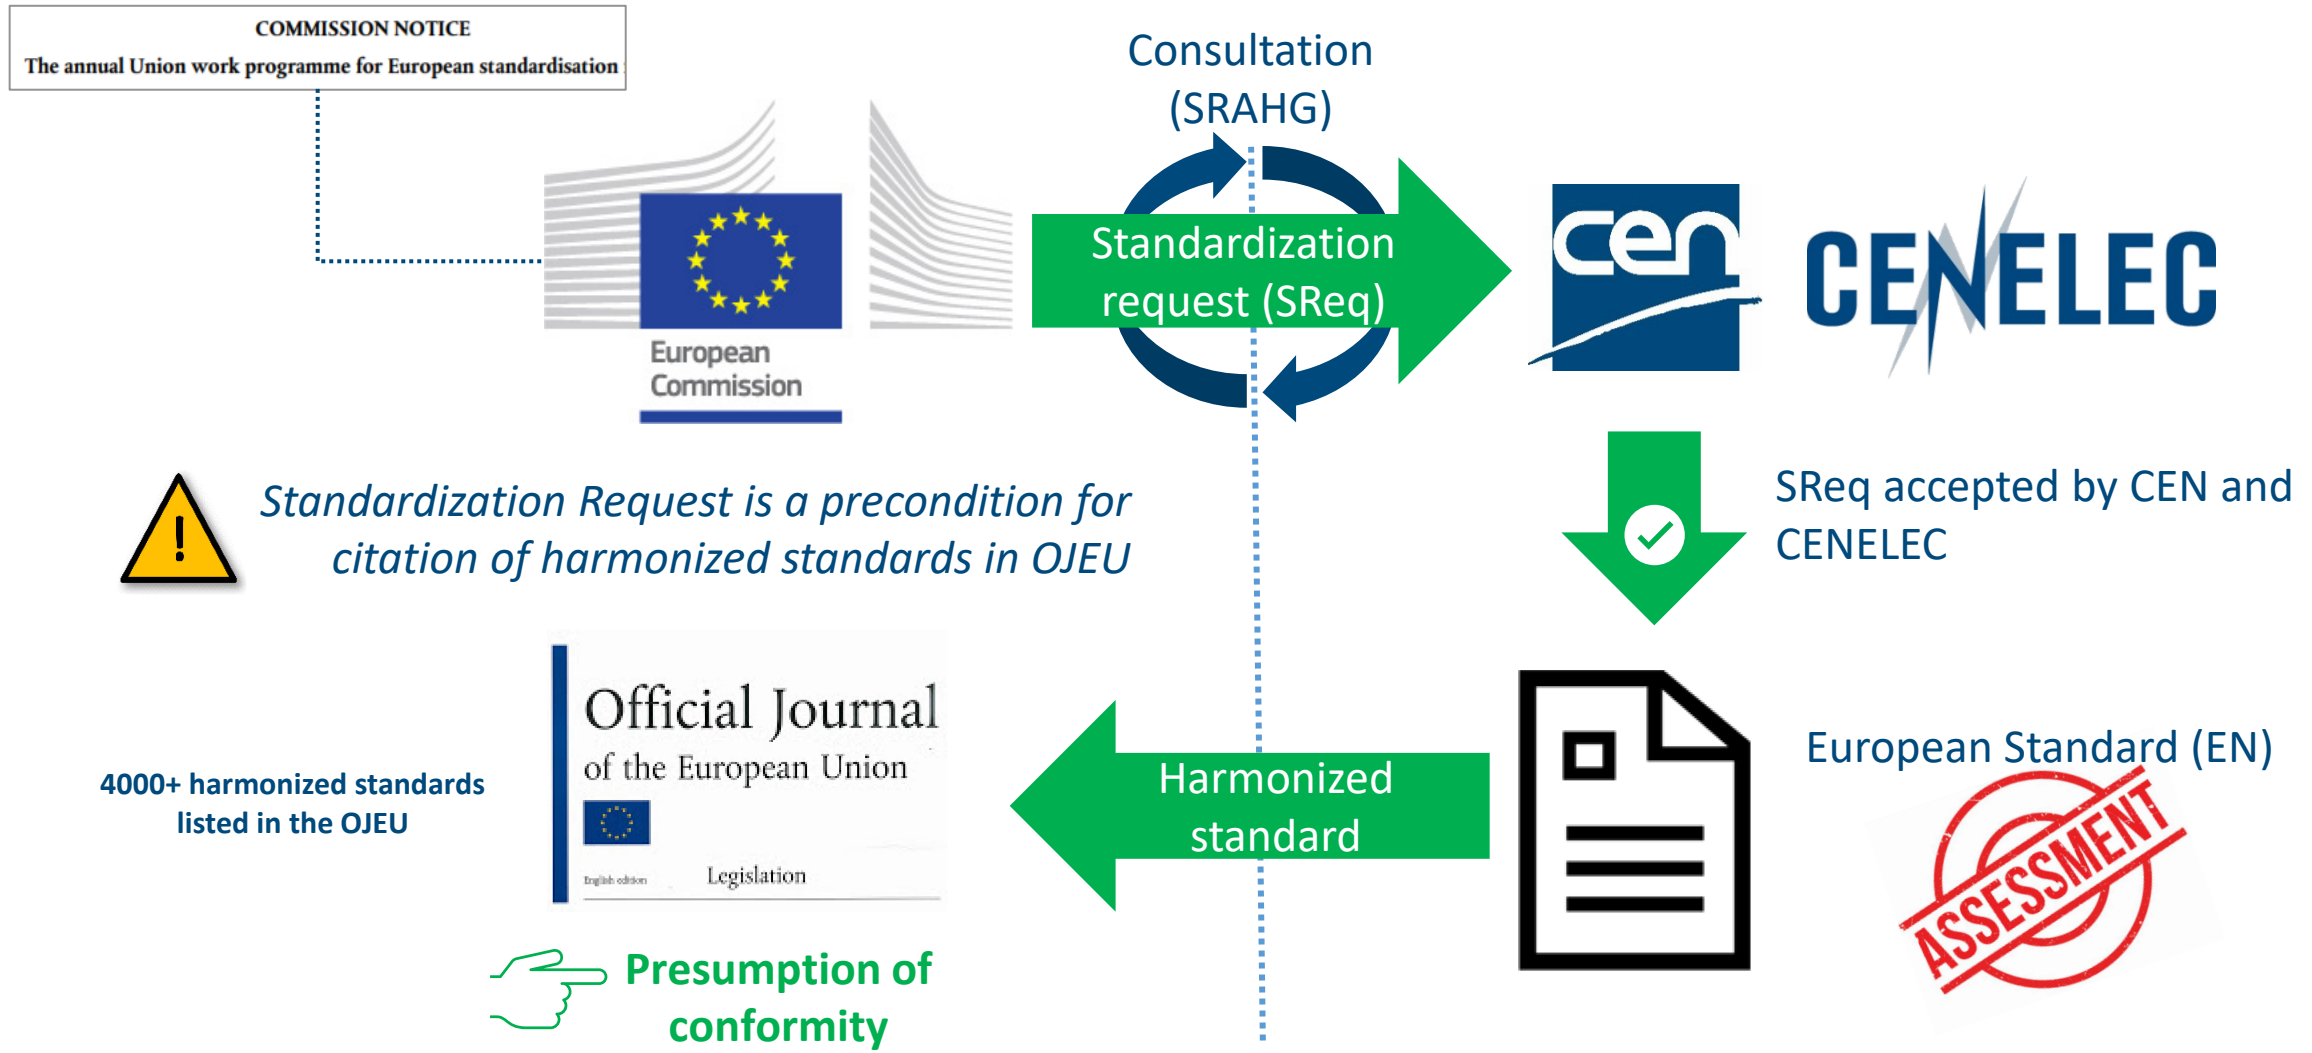 COMMISSION NOTICE
The annual Union work programme for European standardisation
Consultation
(SRAHG)
European
Commission
Standardization
request (SReq)
cen
CENELEC
!
Standardization Request is a precondition for
citation of harmonized standards in OJEU
SReq accepted by CEN and
CENELEC
Official Journal
of the European Union
English edition
Legislation
4000+ harmonized standards
listed in the OJEU
Harmonized
standard
European Standard (EN)
ASSESSMENT
Presumption of
conformity